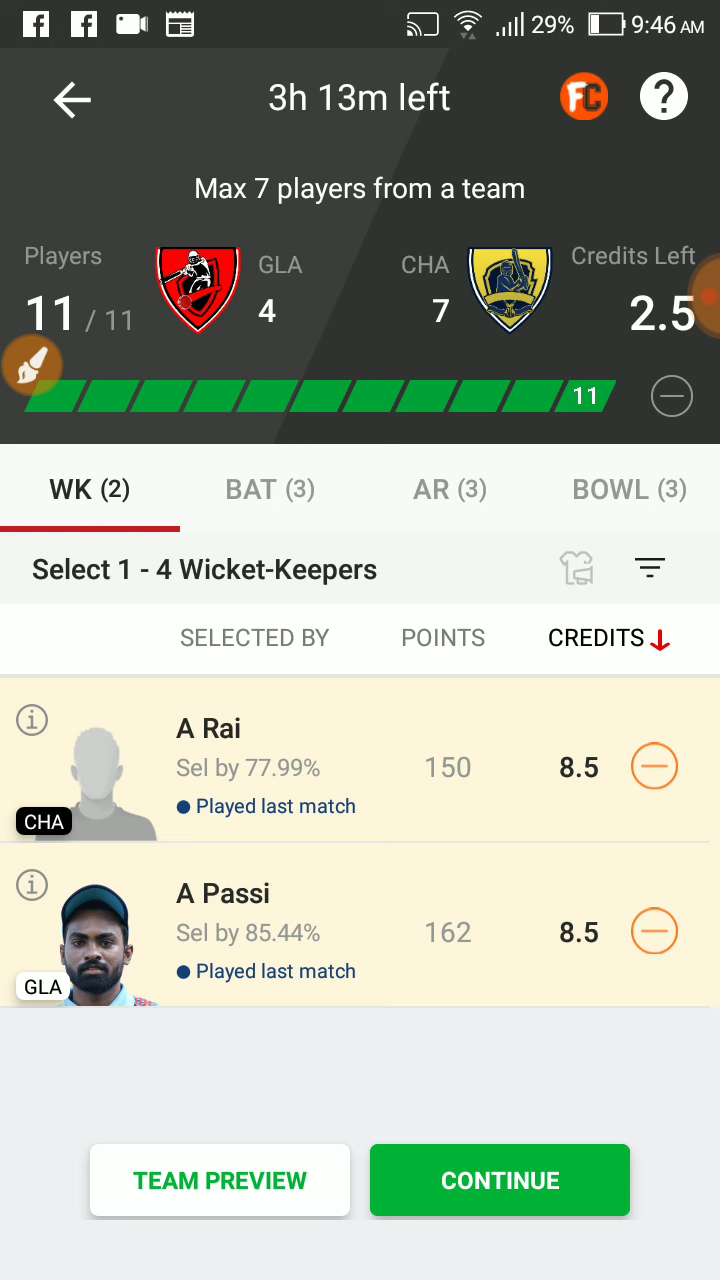 29% 9:46 AM
3h 13m left
FC ?
Max 7 players from a team
Players GLA CHA Credits Left
11 / 11 4 7 2.5
11
WK (2) BAT (3) AR (3) BOWL (3)
Select 1 - 4 Wicket-Keepers
SELECTED BY POINTS CREDITS
A Rai
Sel by 77.99% 150 8.5
Played last match
CHA
A Passi
Sel by 85.44% 162 8.5
Played last match
GLA
TEAM PREVIEW CONTINUE